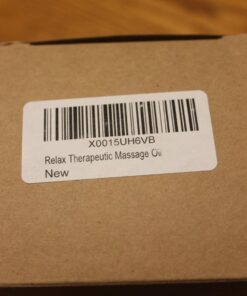 X0015UH6VB
Relax Therapeutic Massage
New